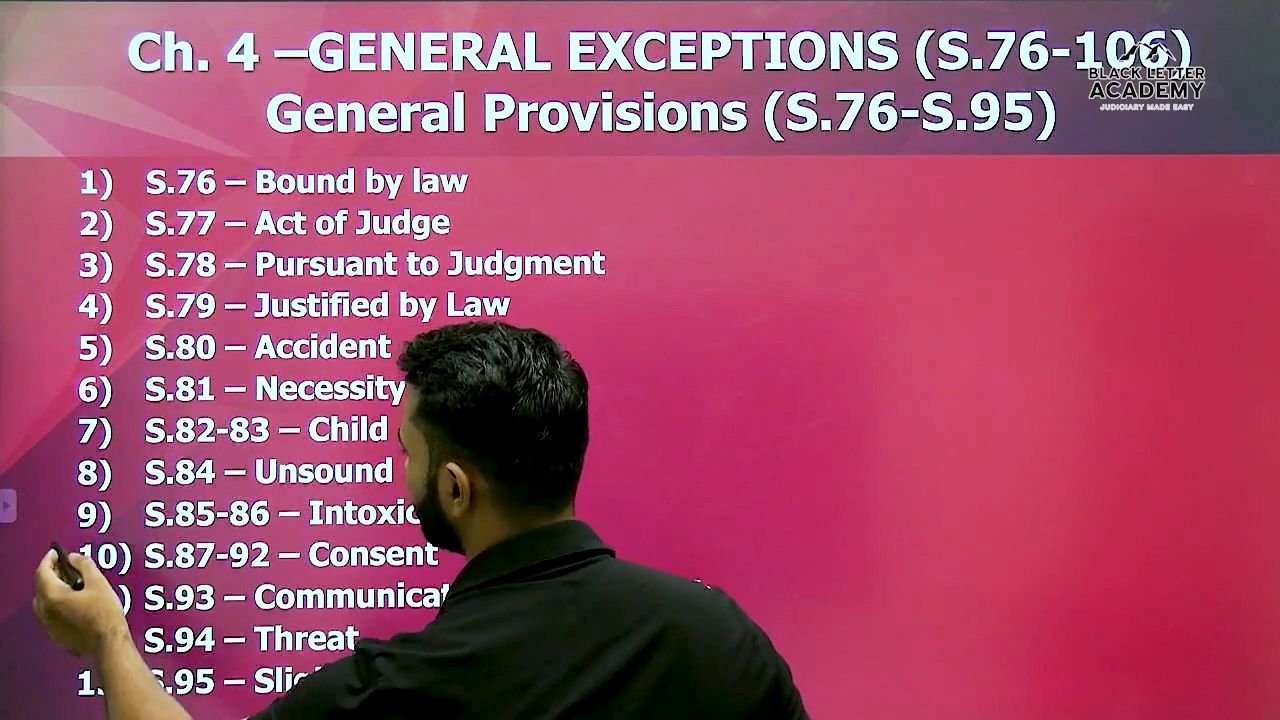 Ch. 4 –GENERAL EXCEPTIONS (S.76-106)
General Provisions (S.76-S.95)
BLACK LETTER
ACADEMY
JUDICIARY MADE EASY
1) S.76 – Bound by law
2) S.77 – Act of Judge
3) S.78 – Pursuant to Judgment
4) S.79 – Justified by Law
5) S.80 – Accident
6) S.81 – Necessity
7) S.82-83 – Child
8) S.84 – Unsound
9) S.85-86 –
10) S.87-92 – Consent
S.93 –
S.94 – Threat
S.95 –